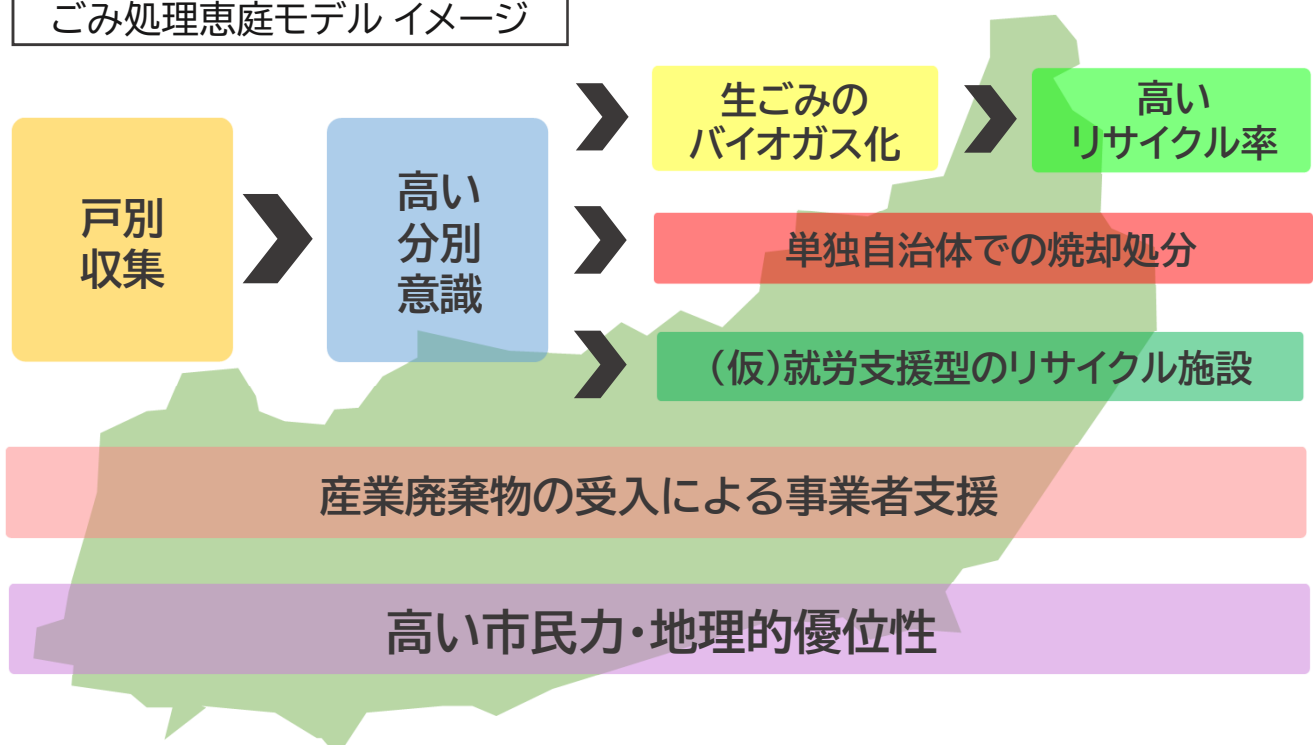 ごみ処理恵庭モデル イメージ
戸別
収集
高い
分別
意識
生ごみの
バイオガス化
高い
リサイクル率
単独自治体での焼却処分
（仮）就労支援型のリサイクル施設
産業廃棄物の受入による事業者支援
高い市民力・地理的優位性